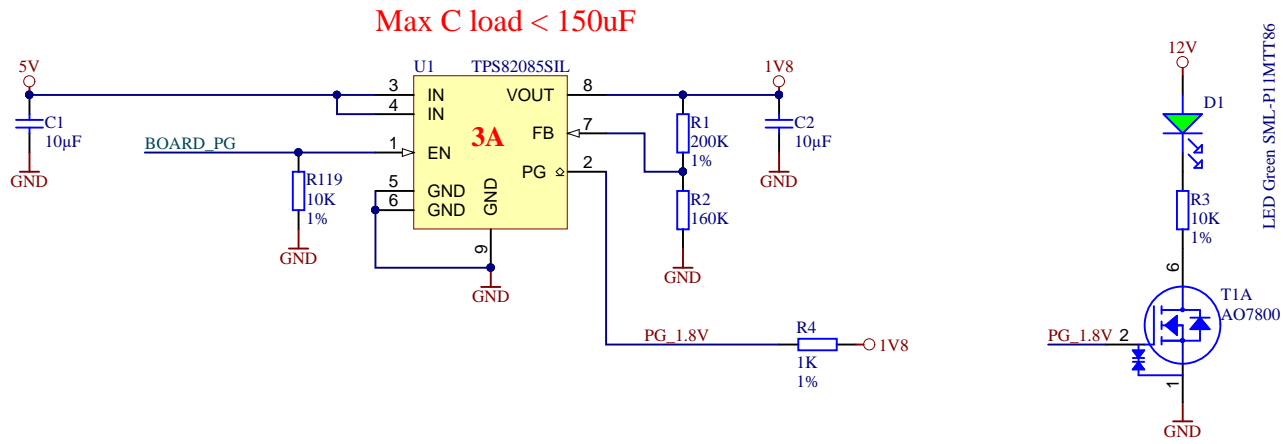 Max C load < 150uF
5V
C1
10µF
GND
BOARD_PG
R119
10K
1%
GND
U1
TPS82085SIL
3
4
1
5
6
9
8
7
2
IN
IN
EN
GND
GND
GND
VOUT
FB
PG
3A
GND
R1
200K
1%
R2
160K
GND
1V8
C2
10µF
GND
PG_1.8V
R4
1K
1%
1V8
12V
D1
LED Green SML-P11MTT86
R3
10K
1%
6
T1A
AO7800
PG_1.8V
2
1
GND